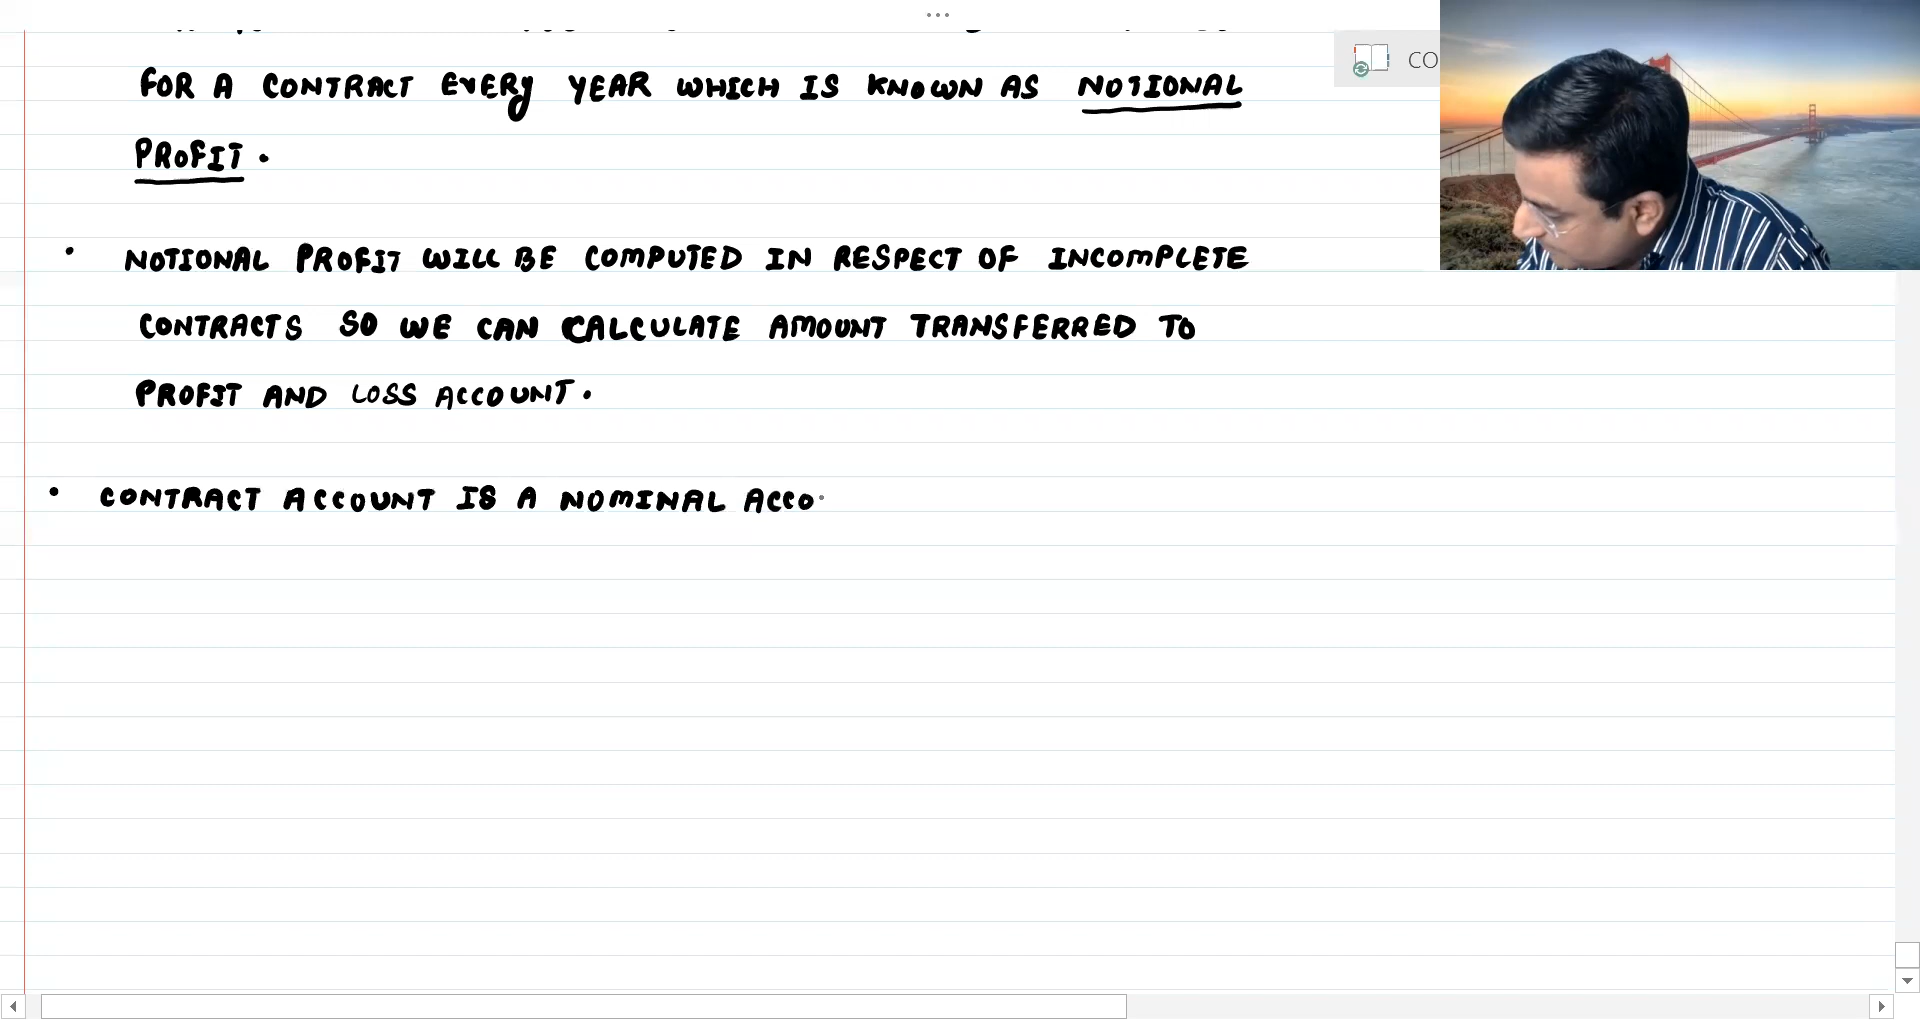 FOR A CONTRACT EVERY YEAR WHICH IS KNOWN AS NOTIONAL
CO
PROFIT.
• NOTIONAL PROFIT WILL BE COMPUTED IN RESPECT OF INCOMPLETE
CONTRACTS SO WE CAN CALCULATE AMOUNT TRANSFERRED TO
PROFIT AND LOSS ACCOUNT.
• CONTRACT ACCOUNT IS A NOMINAL ACCO